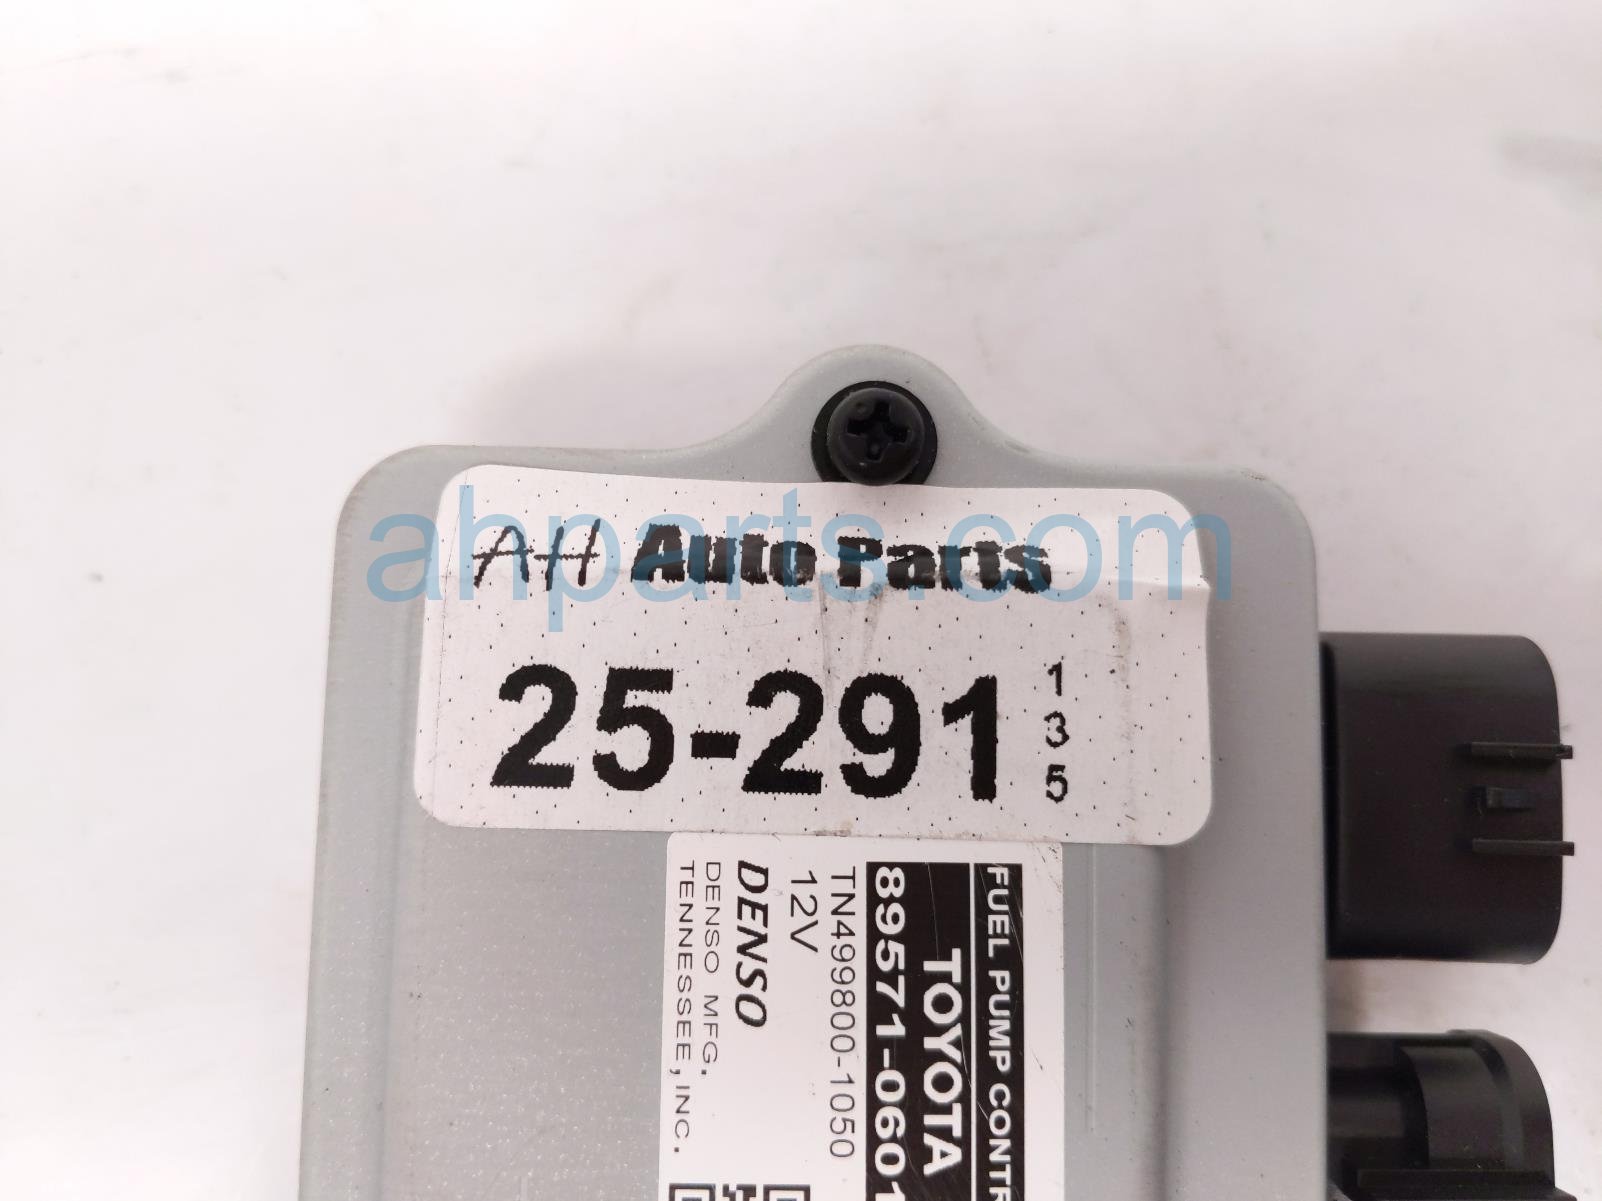 AH Auto Parts
ahparts.com
25-291
1
3
5
FUEL PUMP CONTR
TOYOTA
89571-0601
TN499800-1050
12V
DENSO
DENSO MFG.
TENNESSEE, INC.